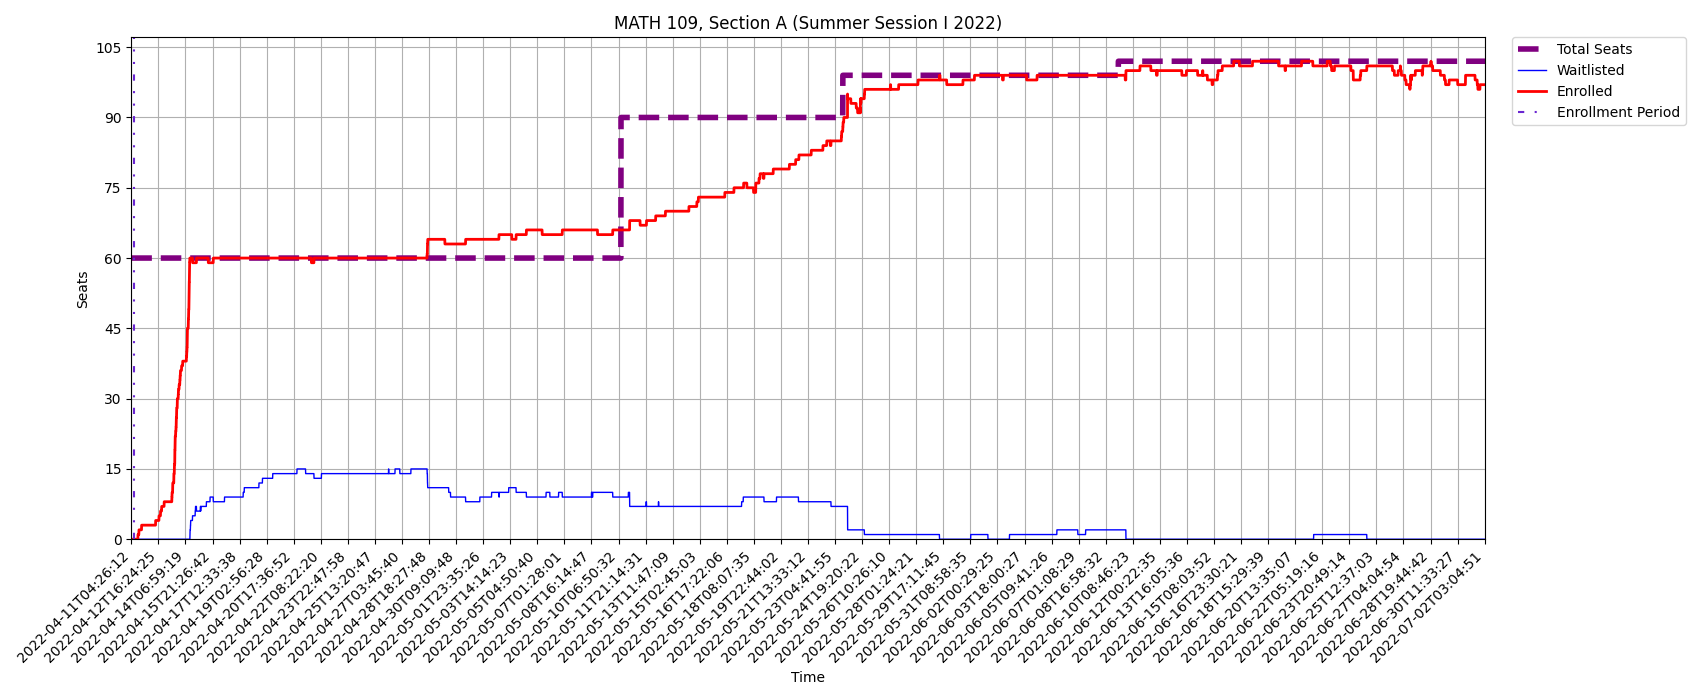 MATH 109, Section A (Summer Session I 2022)
Total Seats
Waitlisted
Enrolled
Enrollment Period
Seats
105
90
75
60
45
30
15
0
2022-04-11T04:26:12
2022-04-12T16:24:25
2022-04-14T06:59:19
2022-04-15T21:26:42
2022-04-17T12:33:38
2022-04-19T02:56:28
2022-04-20T17:36:52
2022-04-22T08:22:20
2022-04-23T22:47:58
2022-04-25T13:20:47
2022-04-27T03:45:40
2022-04-28T18:27:48
2022-04-30T09:09:48
2022-05-01T23:35:26
2022-05-03T14:14:23
2022-05-05T04:50:40
2022-05-07T01:28:01
2022-05-08T16:14:47
2022-05-10T06:50:32
2022-05-11T21:14:31
2022-05-13T11:47:09
2022-05-15T02:45:03
2022-05-16T17:22:06
2022-05-18T08:07:35
2022-05-19T22:44:02
2022-05-21T13:33:12
2022-05-23T04:41:55
2022-05-24T19:20:22
2022-05-26T10:26:10
2022-05-28T01:24:21
2022-05-29T17:11:45
2022-05-31T08:58:35
2022-06-02T00:29:25
2022-06-03T18:00:27
2022-06-05T09:41:26
2022-06-07T01:08:29
2022-06-08T16:58:32
2022-06-10T08:46:23
2022-06-12T00:22:35
2022-06-13T16:05:36
2022-06-15T08:03:52
2022-06-16T23:30:21
2022-06-18T15:29:39
2022-06-20T13:35:07
2022-06-22T05:19:16
2022-06-23T20:49:14
2022-06-25T12:37:03
2022-06-27T04:04:54
2022-06-28T19:44:42
2022-06-30T11:33:27
2022-07-02T03:04:51
Time